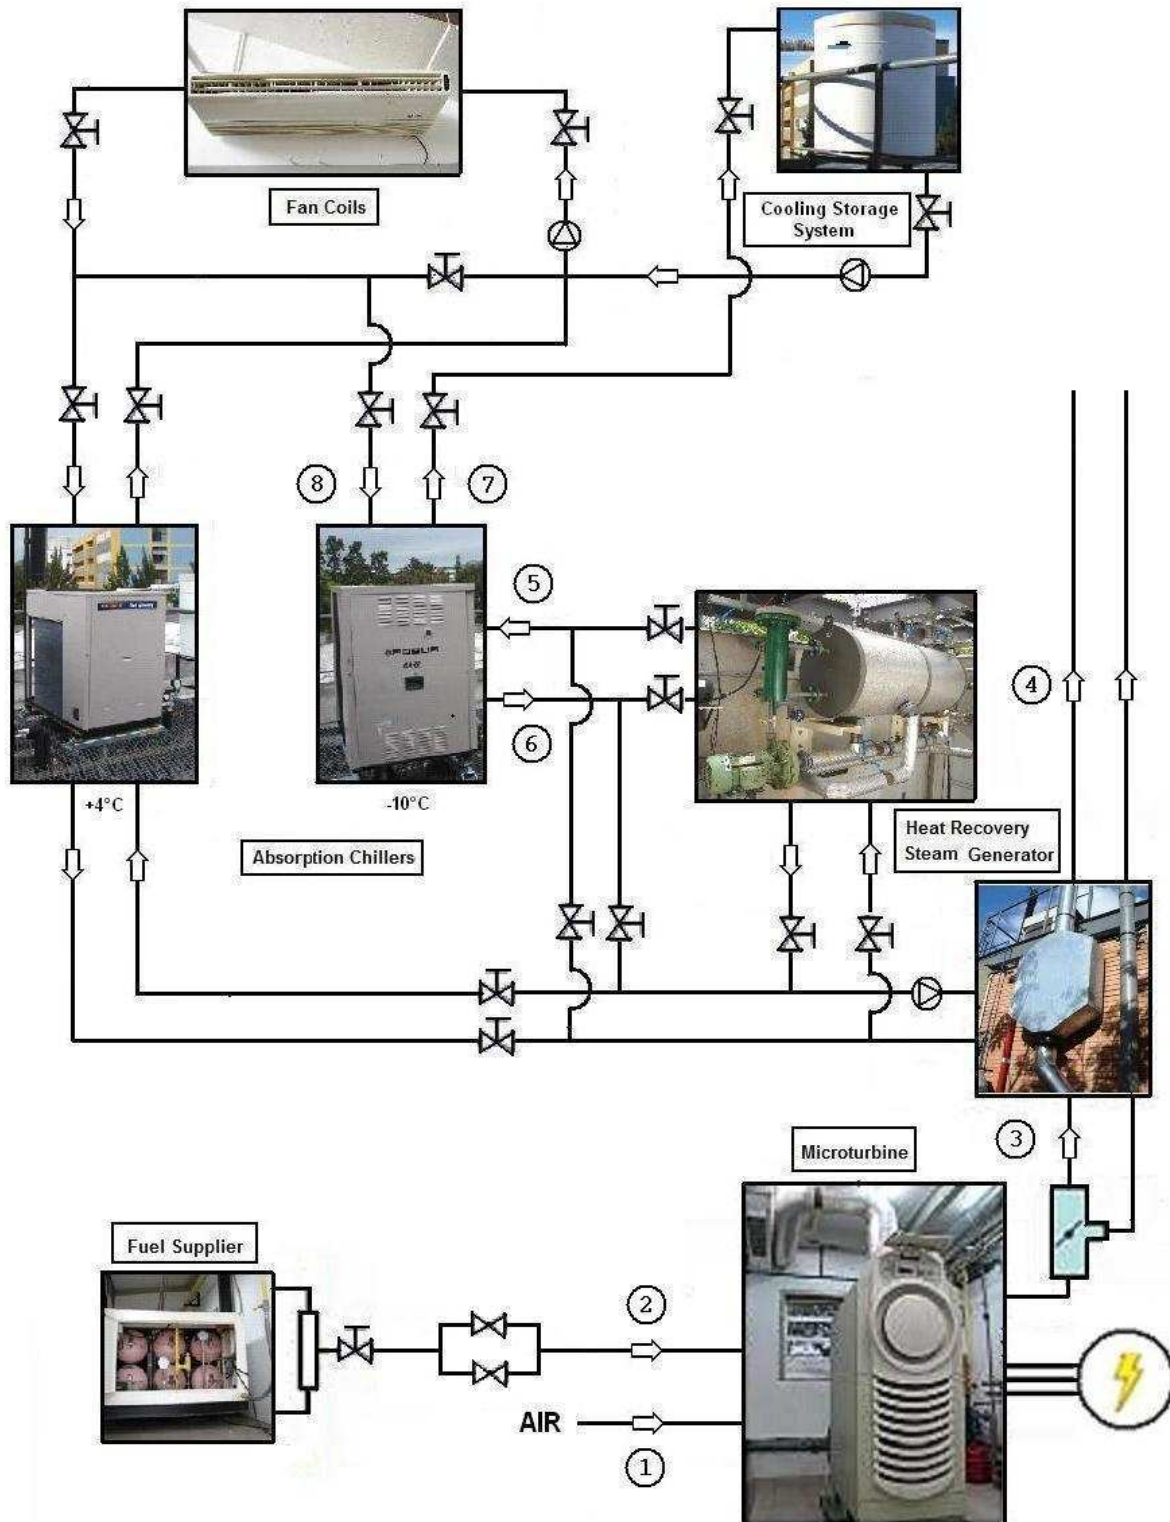 Fan Coils
Cooling Storage
System
8
7
5
6
4
+4°C
-10°C
Absorption Chillers
Heat Recovery
Steam Generator
3
Microturbine
Fuel Supplier
2
AIR
1